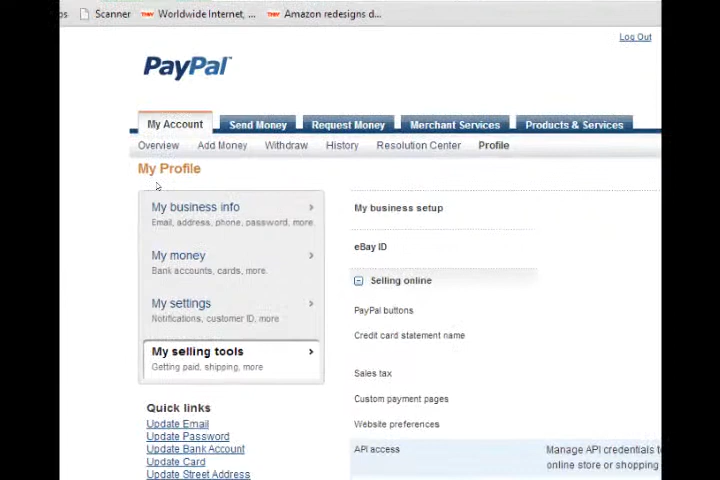 Scanner Worldwide Internet, ... Amazon redesigns d...
Log Out
PayPal
My Account Send Money Request Money Merchant Services Products & Services
Overview Add Money Withdraw History Resolution Center Profile
My Profile
My business info
Email, address, phone, password, more.
My money
Bank accounts, cards, more.
My settings
Notifications, customer ID, more
My selling tools
Getting paid, shipping, more
Quick links
Update Email
Update Password
Update Bank Account
Update Card
Update Street Address
My business setup
eBay ID
Selling online
PayPal buttons
Credit card statement name
Sales tax
Custom payment pages
Website preferences
API access Manage API credentials
online store or shopping